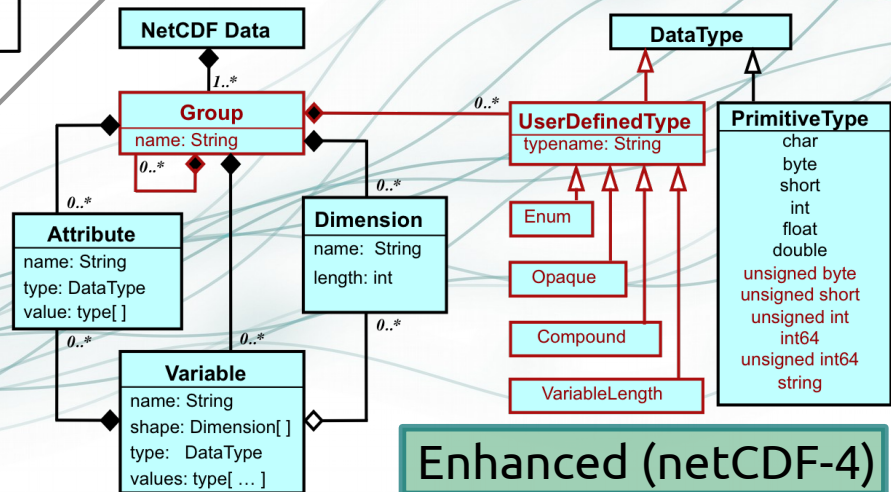 NetCDF Data
1..*
Group
name: String
0..*
0..*
0..*
0..*
Attribute
name: String
type: DataType
value: type[ ]
Dimension
name: String
length: int
0..*
0..*
0..*
Variable
name: String
shape: Dimension[ ]
type: DataType
values: type[ … ]
DataType
UserDefinedType
typename: String
Enum
Opaque
Compound
VariableLength
PrimitiveType
char
byte
short
int
float
double
unsigned byte
unsigned short
unsigned int
int64
unsigned int64
string
Enhanced (netCDF-4)